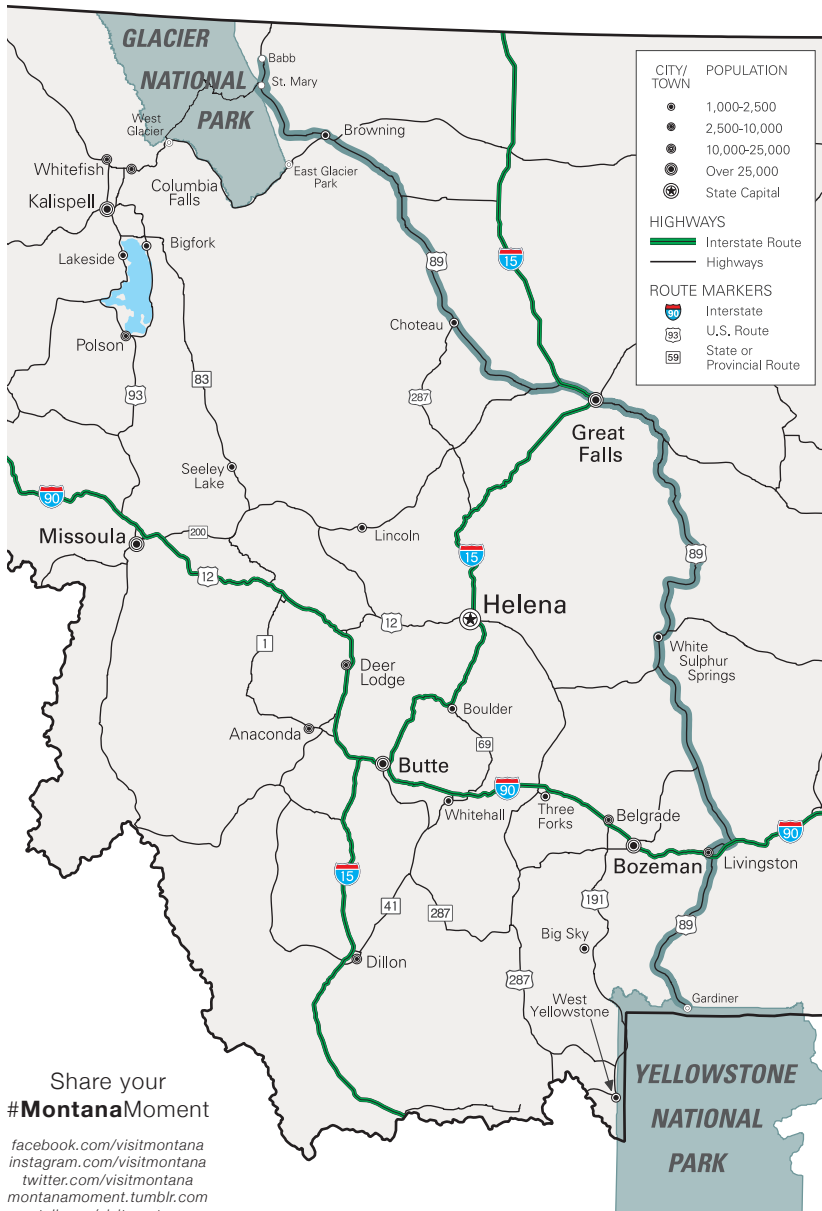 GLACIER
NATIONAL
PARK
Babb
St. Mary
West
Glacier
Browning
East Glacier
Park
Whitefish
Columbia
Falls
Kalispell
Bigfork
Lakeside
Polson
CITY/
TOWN
POPULATION
1,000-2,500
2,500-10,000
10,000-25,000
Over 25,000
State Capital
HIGHWAYS
Interstate Route
Highways
ROUTE MARKERS
90
Interstate
93
U.S. Route
59
State or
Provincial Route
15
89
Choteau
287
83
93
Great
Falls
Seeley
Lake
90
Missoula
200
Lincoln
15
89
12
Helena
12
1
White
Sulphur
Springs
Deer
Lodge
Boulder
Anaconda
69
Butte
90
Whitehall
Three
Forks
Belgrade
90
Bozeman
Livingston
15
41
287
191
89
Big Sky
Dillon
287
West
Yellowstone
Gardiner
YELLOWSTONE
NATIONAL
PARK
Share your
#MontanaMoment
facebook.com/visitmontana
instagram.com/visitmontana
twitter.com/visitmontana
montanamoment.tumblr.com